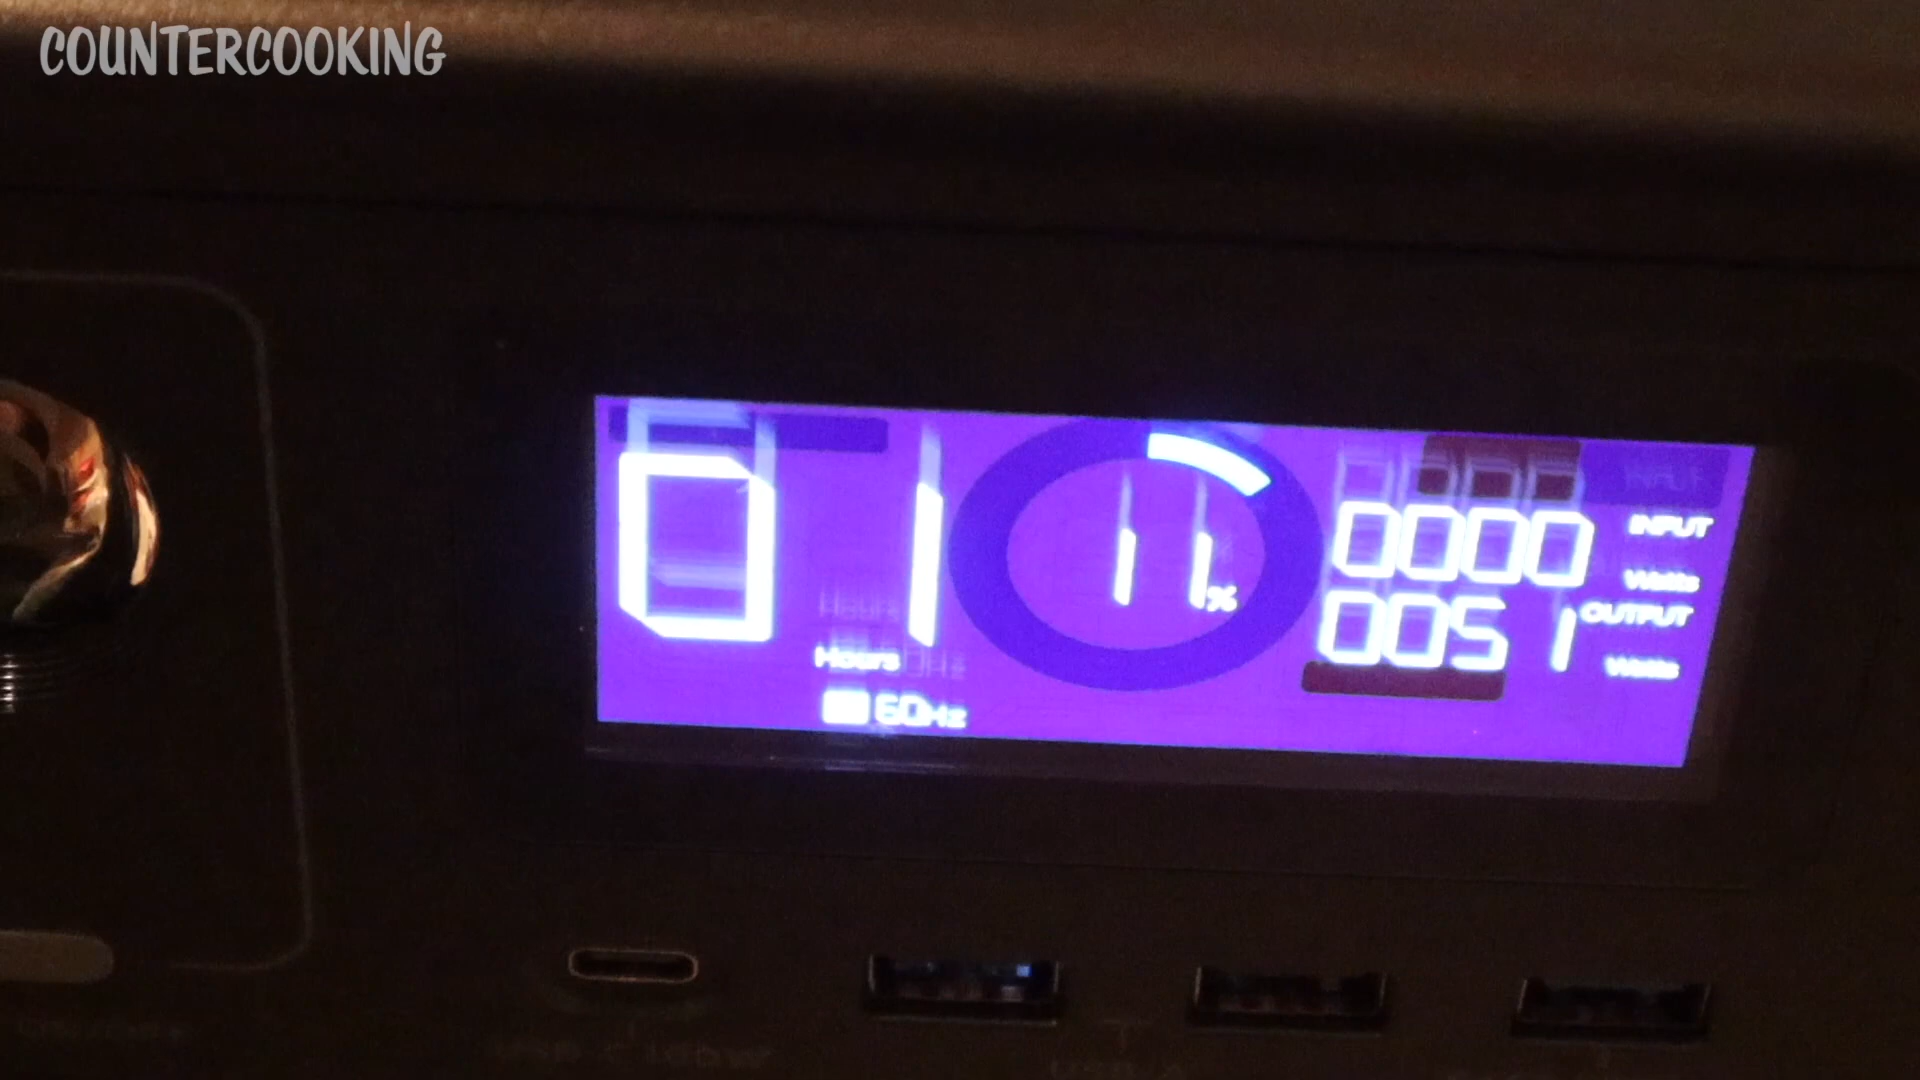 COUNTERCOOKING
01 Hours
11%
0000 INPUT Watts
0051 OUTPUT Watts
60Hz